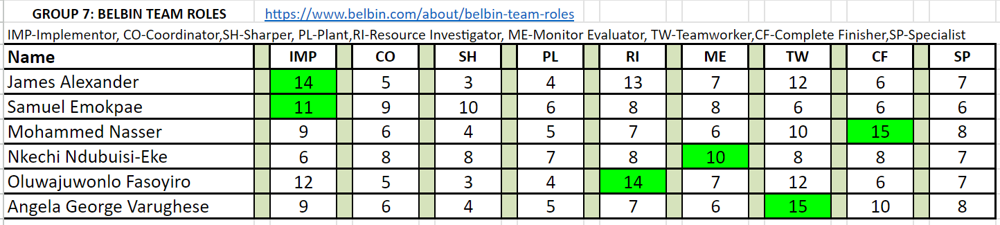 GROUP 7: BELBIN TEAM ROLES https://www.belbin.com/about/belbin-team-roles
IMP-Implementor, CO-Coordinator,SH-Sharper, PL-Plant,RI-Resource Investigator, ME-Monitor Evaluator, TW-Teamworker,CF-Complete Finisher,SP-Specialist
Name IMP CO SH PL RI ME TW CF SP
James Alexander 14 5 3 4 13 7 12 6 7
Samuel Emokpae 11 9 10 6 8 8 6 6 6
Mohammed Nasser 9 6 4 5 7 6 10 15 8
Nkechi Ndubuisi-Eke 6 8 8 7 8 10 8 8 7
Oluwajuwonlo Fasoyiro 12 5 3 4 14 7 12 6 7
Angela George Varughese 9 6 4 5 7 6 15 10 8